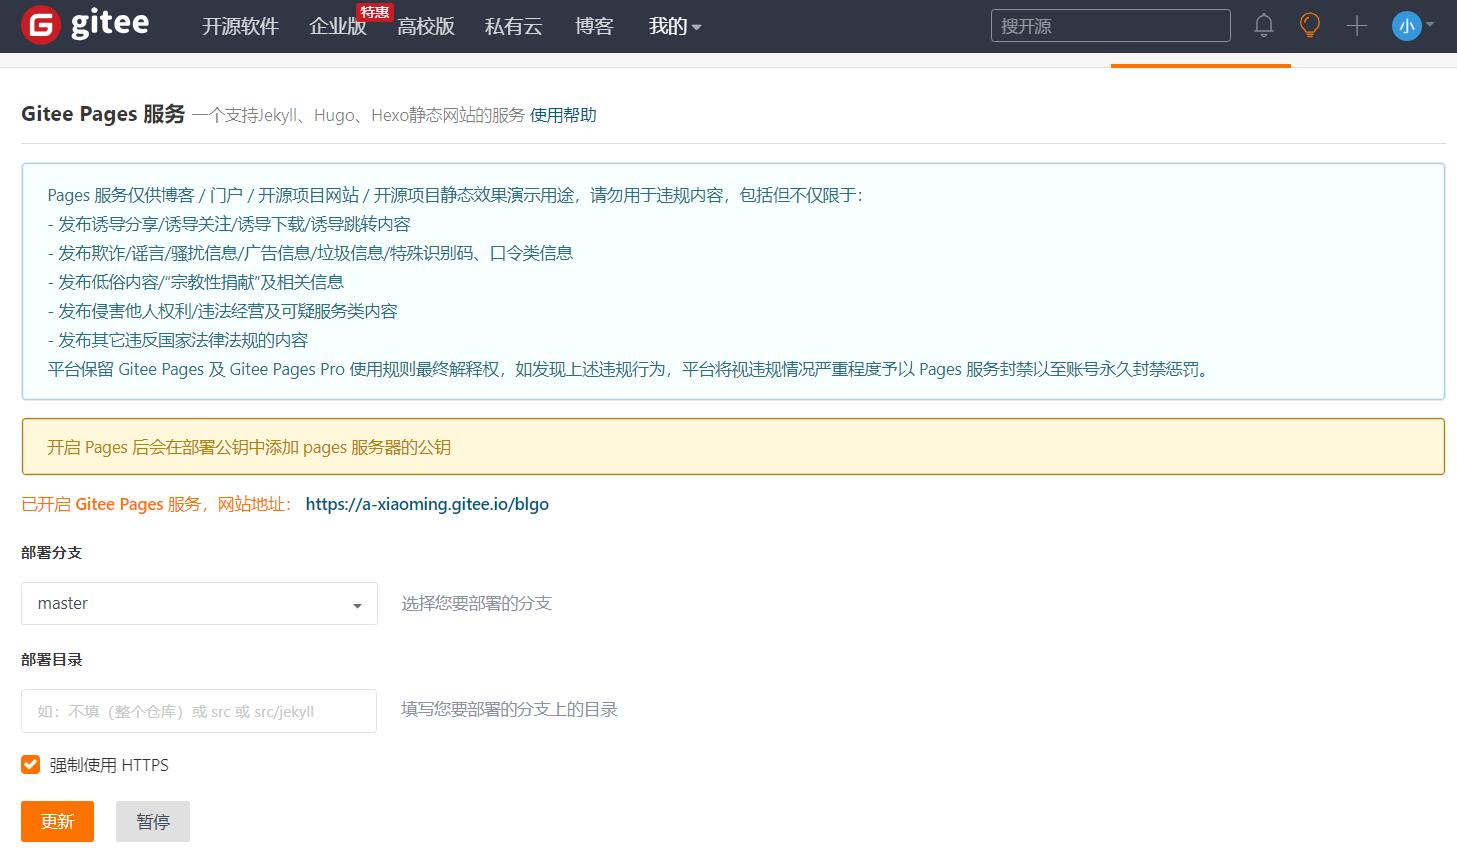 gitee
开源软件
企业版
特惠
高校版
私有云
博客
我的
搜开源
小
Gitee Pages 服务 一个支持Jekyll、Hugo、Hexo静态网站的服务 使用帮助
Pages 服务仅供博客 / 门户 / 开源项目网站 / 开源项目静态效果演示用途，请勿用于违规内容，包括但不仅限于：
- 发布诱导分享/诱导关注/诱导下载/诱导跳转内容
- 发布欺诈/谣言/骚扰信息/广告信息/垃圾信息/特殊识别码、口令类信息
- 发布低俗内容/“宗教性捐献”及相关信息
- 发布侵害他人权利/违法经营及可疑服务类内容
- 发布其它违反国家法律法规的内容
平台保留 Gitee Pages 及 Gitee Pages Pro 使用规则最终解释权，如发现上述违规行为，平台将视违规情况严重程度予以 Pages 服务封禁以至账号永久封禁惩罚。
开启 Pages 后会在部署公钥中添加 pages 服务器的公钥
已开启 Gitee Pages 服务，网站地址： https://a-xiaoming.gitee.io/blgo
部署分支
master
选择您要部署的分支
部署目录
如：不填（整个仓库）或 src 或 src/jekyll
填写您要部署的分支上的目录
强制使用 HTTPS
更新
暂停